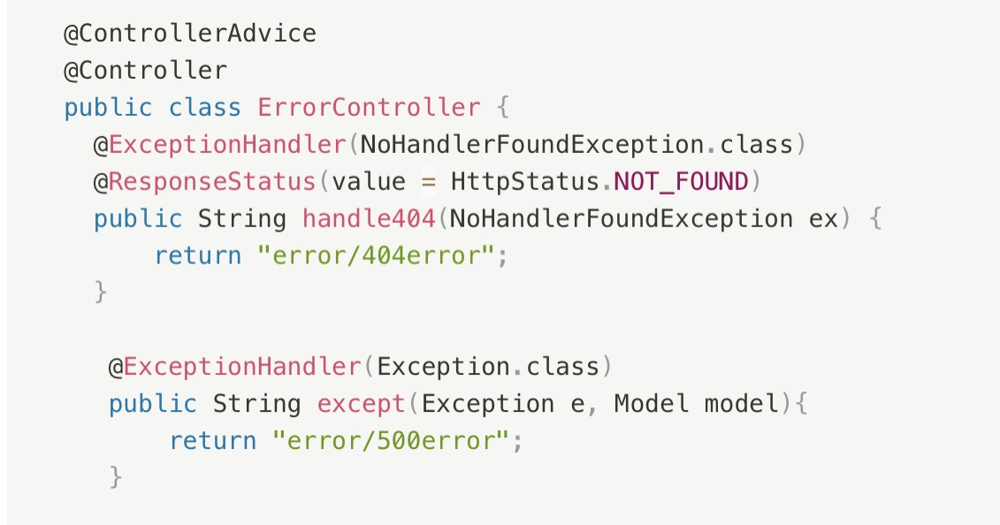 @ControllerAdvice
@Controller
public class ErrorController {
@ExceptionHandler(NoHandlerFoundException.class)
@ResponseStatus(value = HttpStatus.NOT_FOUND)
public String handle404(NoHandlerFoundException ex) {
return "error/404error";
}
@ExceptionHandler(Exception.class)
public String except(Exception e, Model model){
return "error/500error";
}